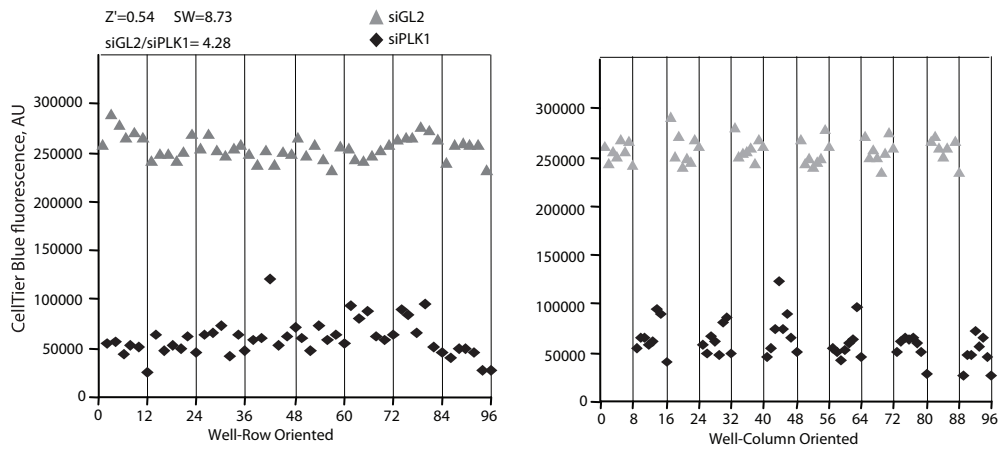 Z'=0.54 SW=8.73
siGL2/siPLK1= 4.28
siGL2
siPLK1
CellTier Blue fluorescence, AU
300000
250000
200000
150000
100000
50000
0
0 12 24 36 48 60 72 84 96
Well-Row Oriented
300000
250000
200000
150000
100000
50000
0
0 8 16 24 32 40 48 56 64 72 80 88 96
Well-Column Oriented